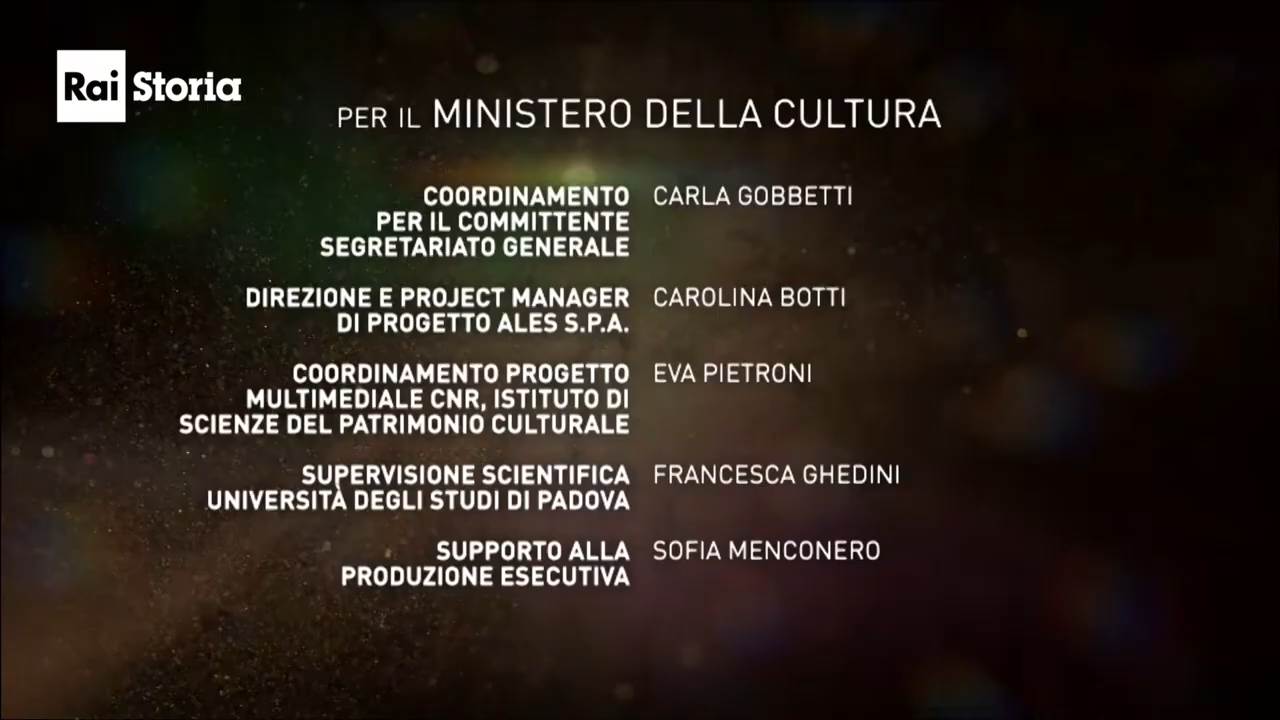 Rai Storia
PER IL MINISTERO DELLA CULTURA
COORDINAMENTO CARLA GOBBETTI
PER IL COMMITTENTE
SEGRETARIATO GENERALE
DIREZIONE E PROJECT MANAGER CAROLINA BOTTI
DI PROGETTO ALES S.P.A.
COORDINAMENTO PROGETTO EVA PIETRONI
MULTIMEDIALE CNR, ISTITUTO DI
SCIENZE DEL PATRIMONIO CULTURALE
SUPERVISIONE SCIENTIFICA FRANCESCA GHEDINI
UNIVERSITÀ DEGLI STUDI DI PADOVA
SUPPORTO ALLA SOFIA MENCONERO
PRODUZIONE ESECUTIVA